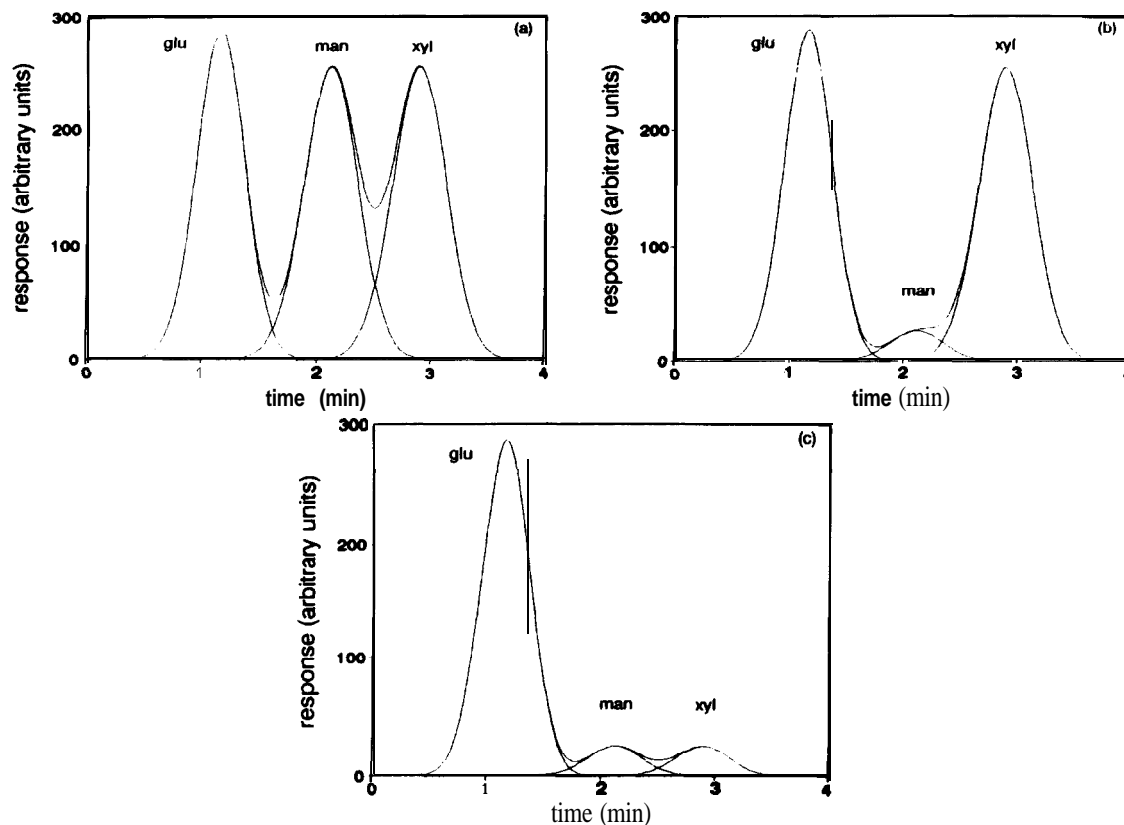 300
(a)
glu
man
xyl
200
100
0
response (arbitrary units)
0
1
2
3
4
time (min)
300
(b)
glu
xyl
200
man
100
0
response (arbitrary units)
0
1
2
3
4
time (min)
300
(c)
glu
200
man
xyl
100
0
response (arbitrary units)
0
1
2
3
4
time (min)